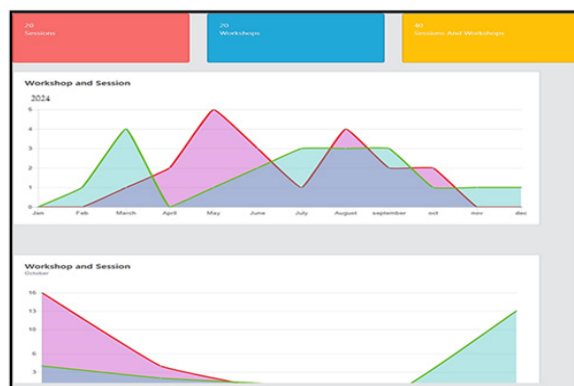 20
Sessions
20
Workshops
40
Sessions And Workshops
Workshop and Session
2024
5
4
3
2
1
0
Jan Feb March April May June July August september oct nov dec
Workshop and Session
October
16
13
10
6
3